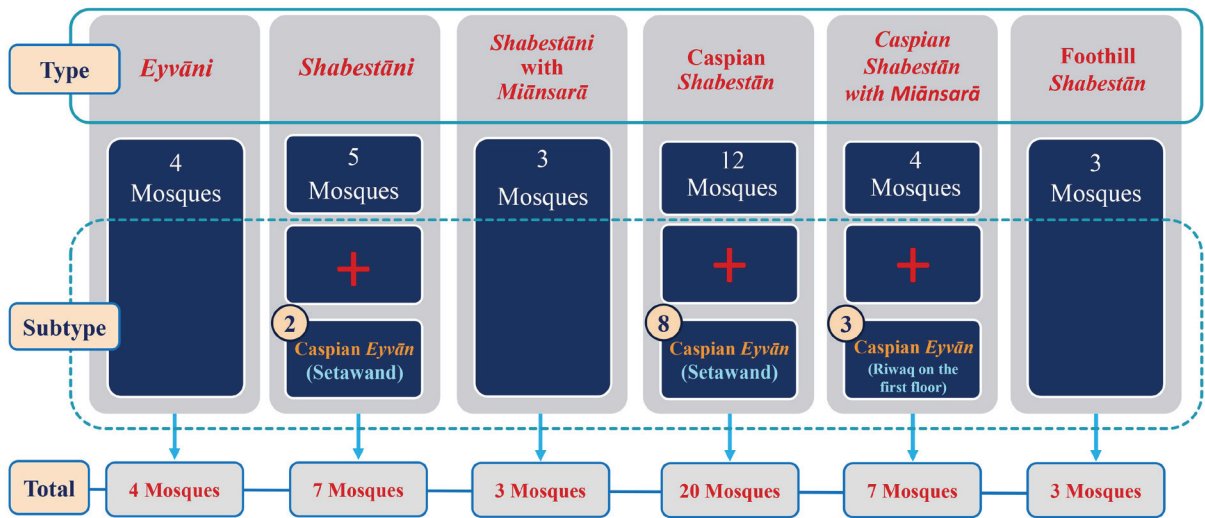 Type
Eyvāni
Shabestāni
Shabestāni
with
Miānsarā
Caspian
Shabestān
Caspian
Shabestān
with Miānsarā
Foothill
Shabestān
4
Mosques
5
Mosques
3
Mosques
12
Mosques
4
Mosques
3
Mosques
Subtype
+
2
Caspian Eyvān
(Setawand)
+
8
Caspian Eyvān
(Setawand)
+
3
Caspian Eyvān
(Riwaq on the
first floor)
Total
4 Mosques
7 Mosques
3 Mosques
20 Mosques
7 Mosques
3 Mosques